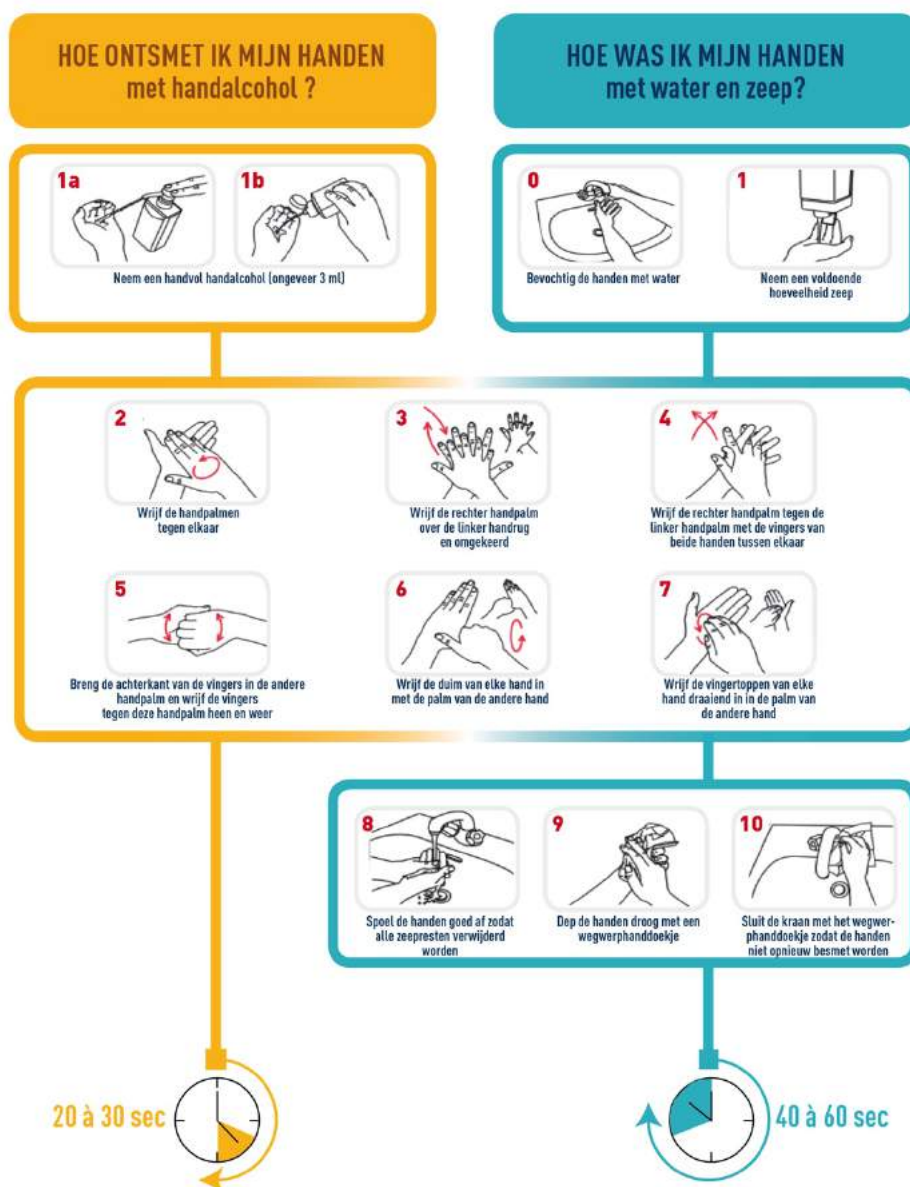 HOE ONTSMET IK MIJN HANDEN
met handalcohol ?
HOE WAS IK MIJN HANDEN
met water en zeep?
1a
1b
Neem een handvol handalcohol (ongeveer 3 ml)
0
Bevochtig de handen met water
1
Neem een voldoende
hoeveelheid zeep
2
Wrijf de handpalmen
tegen elkaar
3
Wrijf de rechter handpalm
over de linker handrug
en omgekeerd
4
Wrijf de rechter handpalm tegen de
linker handpalm met de vingers van
beide handen tussen elkaar
5
Breng de achterkant van de vingers in de andere
handpalm en wrijf de vingers
tegen deze handpalm heen en weer
6
Wrijf de duim van elke hand in
met de palm van de andere hand
7
Wrijf de vingertoppen van elke
hand draaiend in in de palm van
de andere hand
8
Spoel de handen goed af zodat
alle zeepresten verwijderd
worden
9
Dep de handen droog met een
wegwerphanddoekje
10
Sluit de kraan met het wegwer-
phanddoekje zodat de handen
niet opnieuw besmet worden
20 à 30 sec
40 à 60 sec